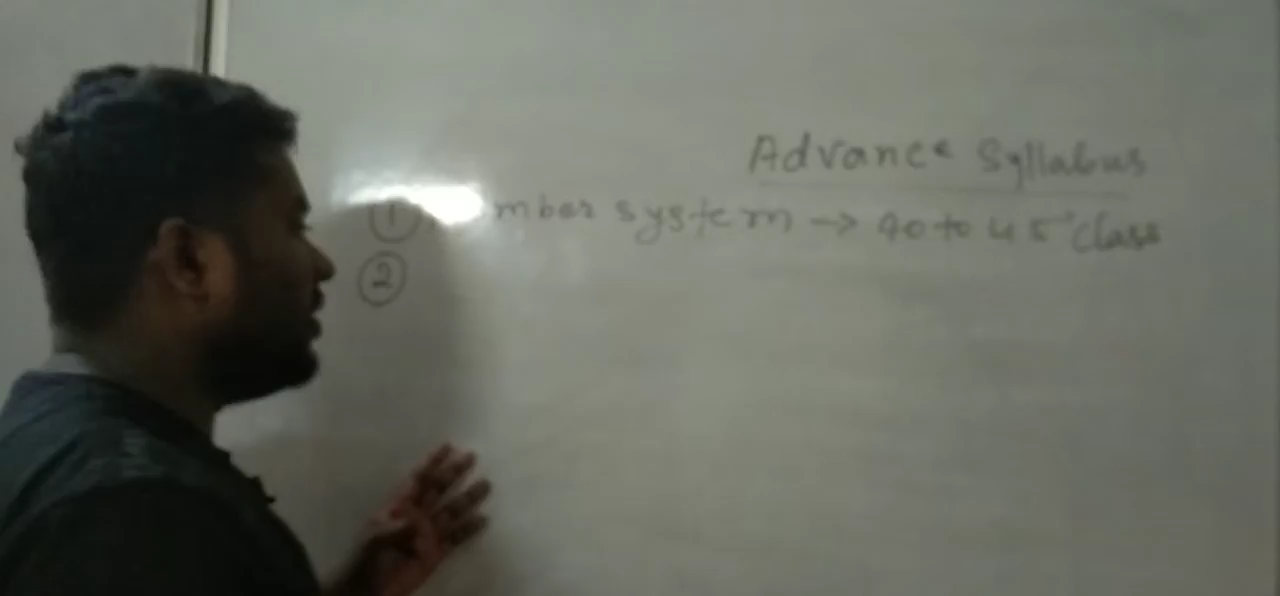 Advance Syllabus
① mber system → 40 to 45 class
②